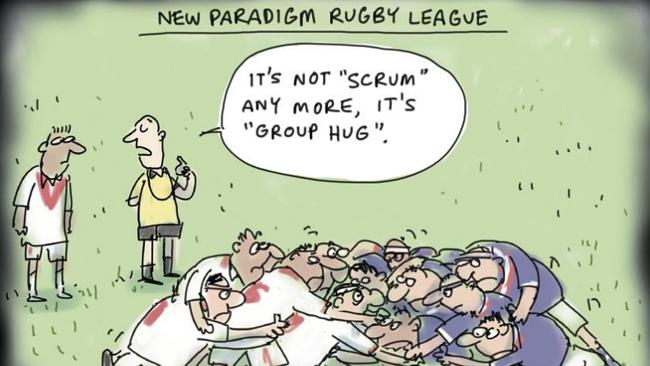 NEW PARADIGM RUGBY LEAGUE
IT'S NOT "SCRUM"
ANY MORE, IT'S
"GROUP HUG".